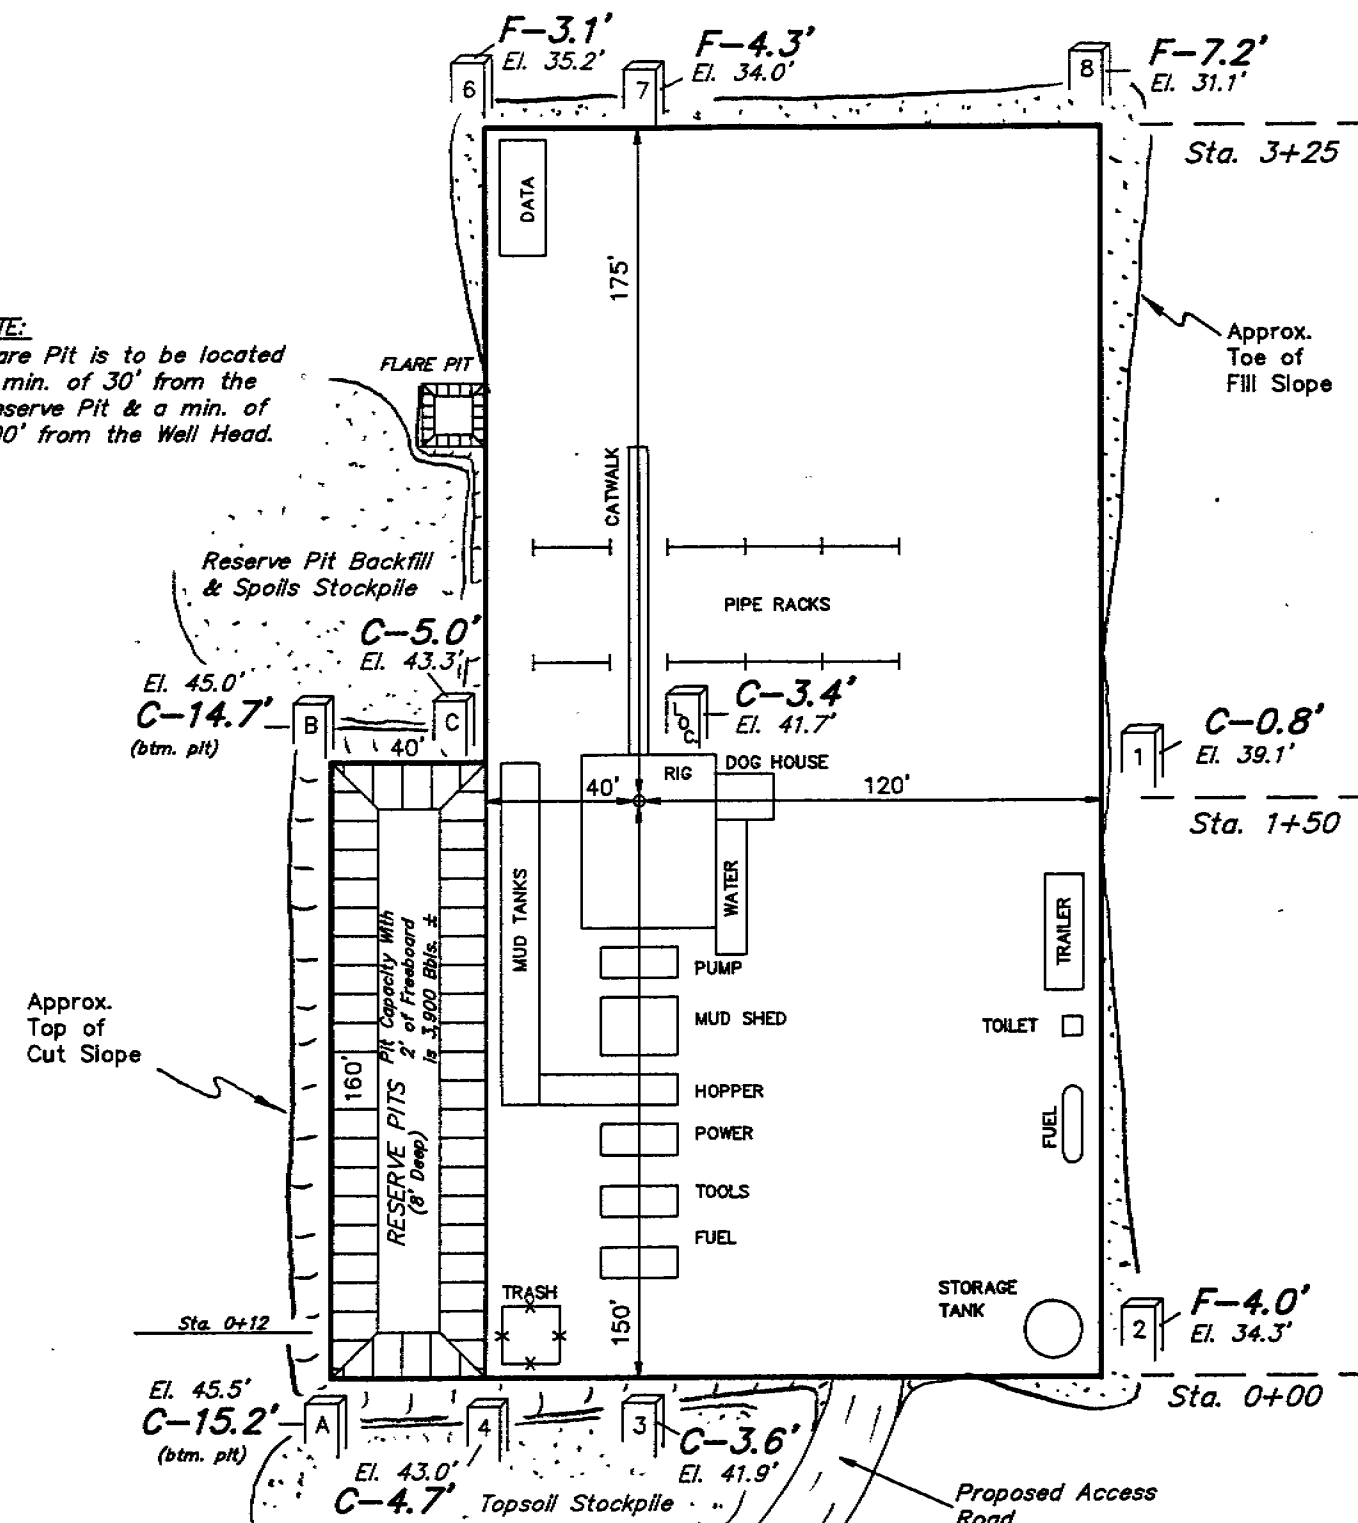 F-3.1'
El. 35.2'
F-4.3'
El. 34.0'
F-7.2'
El. 31.1'
6
7
8
Sta. 3+25
DATA
175'
Approx.
Toe of
Fill Slope
Pit is to be located
min. of 30' from the
Pit & a min. of
from the Well Head.
FLARE PIT
CATWALK
Reserve Pit Backfill
& Spoils Stockpile
PIPE RACKS
C-5.0'
El. 43.3'
El. 45.0'
C-14.7'
(btm. pit)
B
C
40'
LOC.
C-3.4'
El. 41.7'
C-0.8'
El. 39.1'
1
RIG
DOG HOUSE
40'
120'
Sta. 1+50
MUD TANKS
WATER
TRAILER
Pit Capacity With
2' of Freeboard
is 3,900 Bbls. ±
PUMP
MUD SHED
TOILET
Approx.
Top of
Cut Slope
160'
RESERVE PITS
(8' Deep)
HOPPER
POWER
FUEL
TOOLS
FUEL
TRASH
150'
STORAGE
TANK
Sta. 0+12
F-4.0'
El. 34.3'
2
Sta. 0+00
El. 45.5'
C-15.2'
(btm. pit)
A
4
3
C-3.6'
El. 41.9'
El. 43.0'
C-4.7'
Topsoil Stockpile
Proposed Access
Road